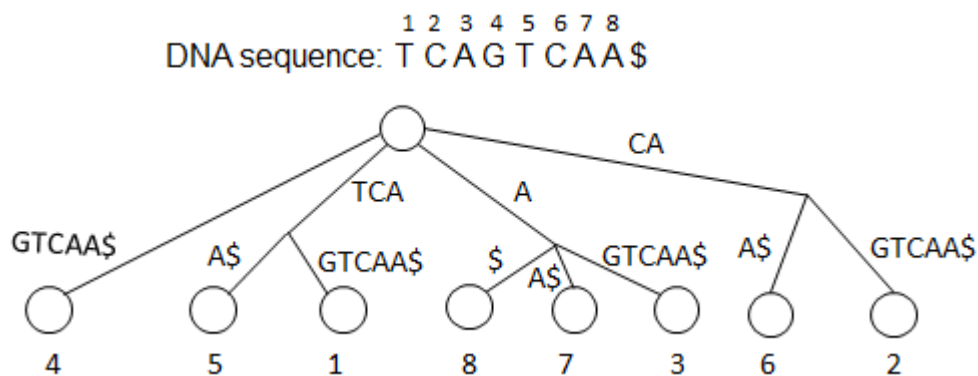 1 2 3 4 5 6 7 8
DNA sequence: T C A G T C A A $
CA
TCA A
GTCAA$ A$ GTCAA$ $ A$ GTCAA$ A$ GTCAA$
4 5 1 8 7 3 6 2